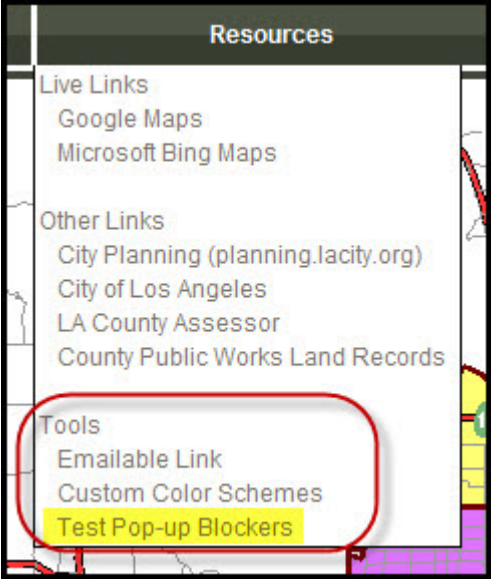 Resources
Live Links
Google Maps
Microsoft Bing Maps
Other Links
City Planning (planning.lacity.org)
City of Los Angeles
LA County Assessor
County Public Works Land Records
Tools
Emailable Link
Custom Color Schemes
Test Pop-up Blockers